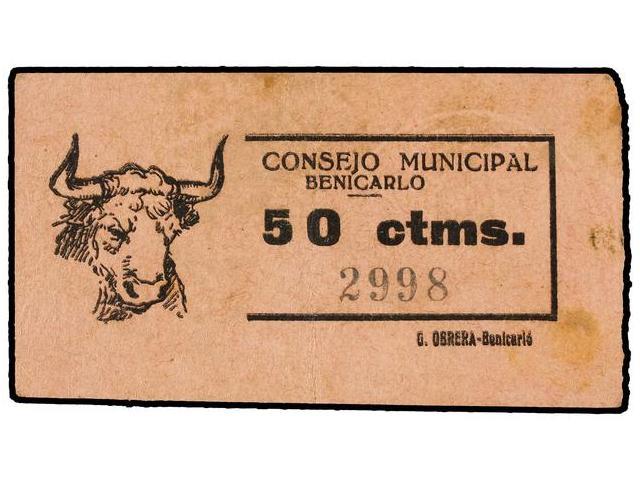 CONSEJO MUNICIPAL
BENICARLO
50 ctms.
2998
G. OBRERA-Benicarló